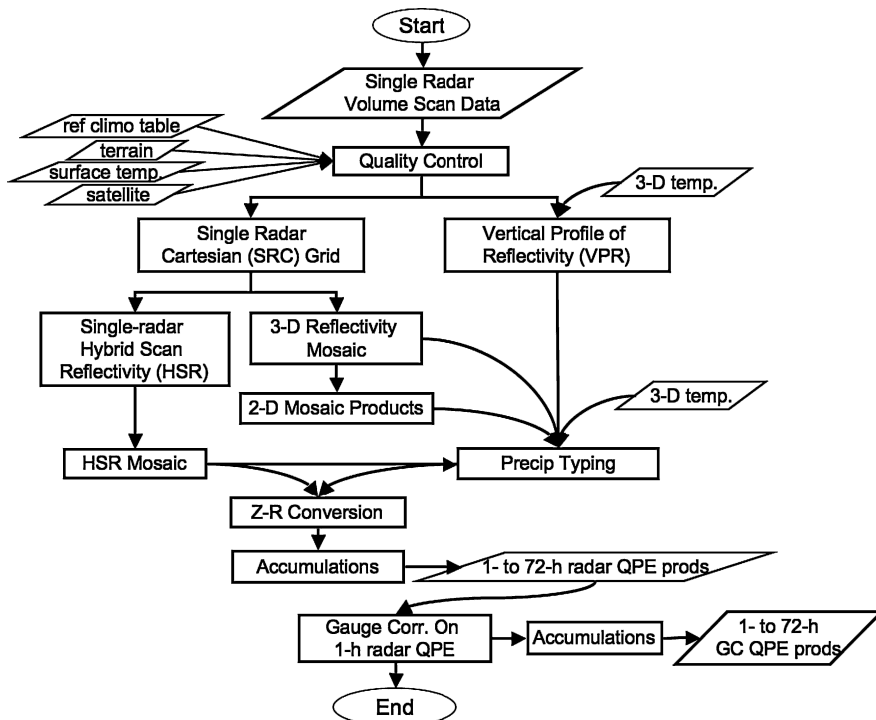 Start
Single Radar
Volume Scan Data
ref climo table
terrain
surface temp.
satellite
Quality Control
3-D temp.
Single Radar
Cartesian (SRC) Grid
Vertical Profile of
Reflectivity (VPR)
Single-radar
Hybrid Scan
Reflectivity (HSR)
3-D Reflectivity
Mosaic
2-D Mosaic Products
3-D temp.
HSR Mosaic
Precip Typing
Z-R Conversion
Accumulations
1- to 72-h radar QPE prods
Gauge Corr. On
1-h radar QPE
Accumulations
1- to 72-h
GC QPE prods
End